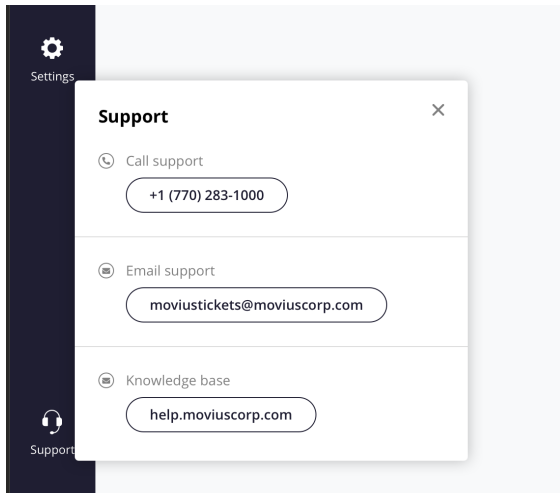 Settings
Support
Call support
+1 (770) 283-1000
Email support
moviustickets@moviuscorp.com
Knowledge base
help.moviuscorp.com
Support